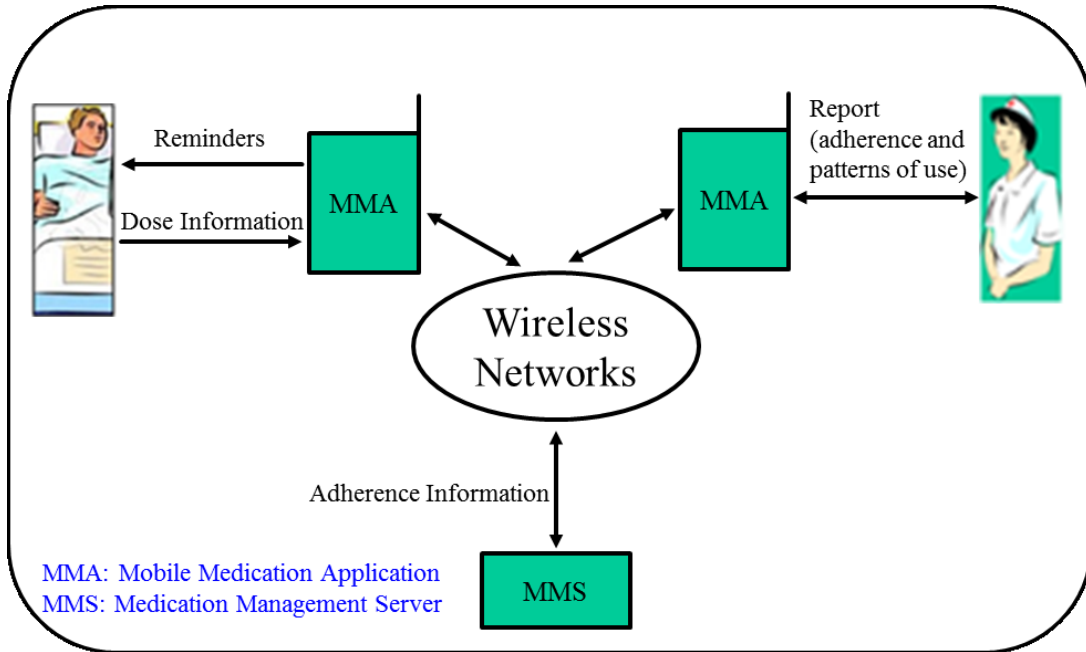 Reminders
Dose Information
MMA
MMA
Report
(adherence and
patterns of use)
Wireless
Networks
Adherence Information
MMS
MMA: Mobile Medication Application
MMS: Medication Management Server